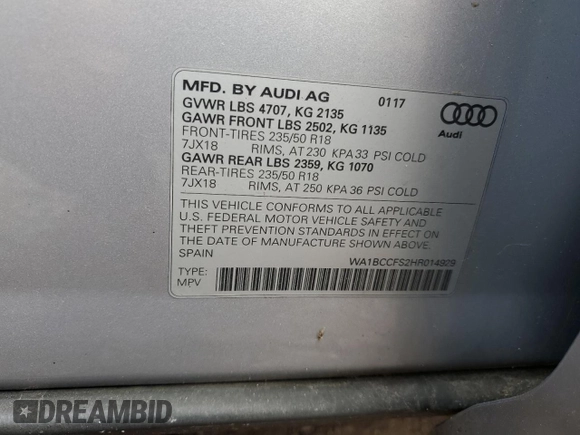 MFD. BY AUDI AG 0117
GVWR LBS 4707, KG 2135
GAWR FRONT LBS 2502, KG 1135
FRONT-TIRES 235/50 R18
7JX18 RIMS, AT 230 KPA 33 PSI COLD
GAWR REAR LBS 2359, KG 1070
REAR-TIRES 235/50 R18
7JX18 RIMS, AT 250 KPA 36 PSI COLD
Audi
THIS VEHICLE CONFORMS TO ALL APPLICABLE
U.S. FEDERAL MOTOR VEHICLE SAFETY AND
THEFT PREVENTION STANDARDS IN EFFECT ON
THE DATE OF MANUFACTURE SHOWN ABOVE.
SPAIN WA1BCCFS2HR014929
TYPE:
MPV
DREAMBID